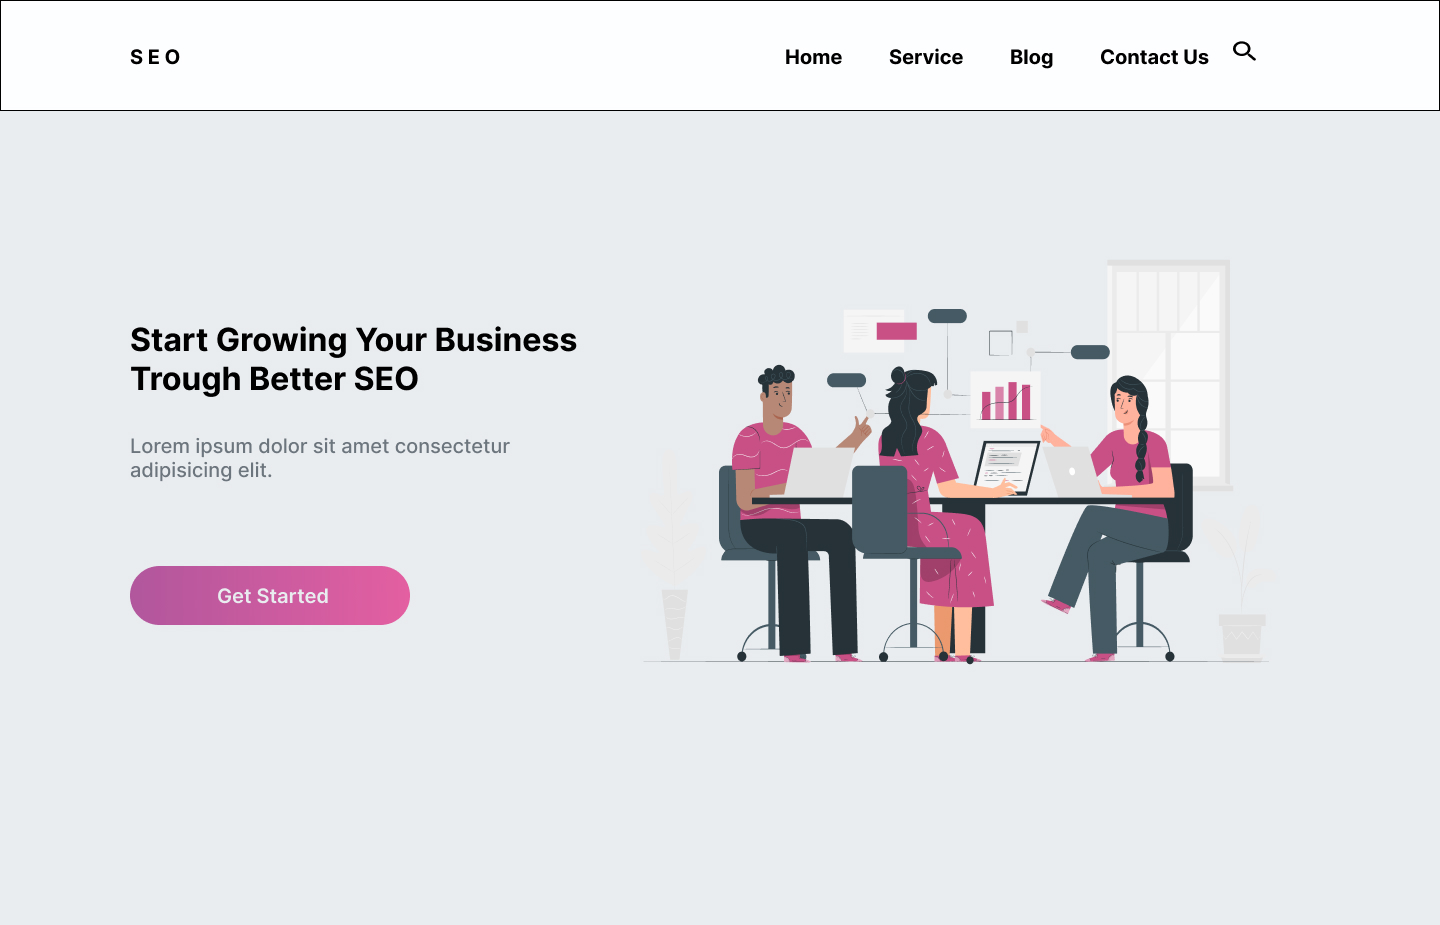 SEO
Home Service Blog Contact Us
Start Growing Your Business
Trough Better SEO
Lorem ipsum dolor sit amet consectetur
adipisicing elit.
Get Started